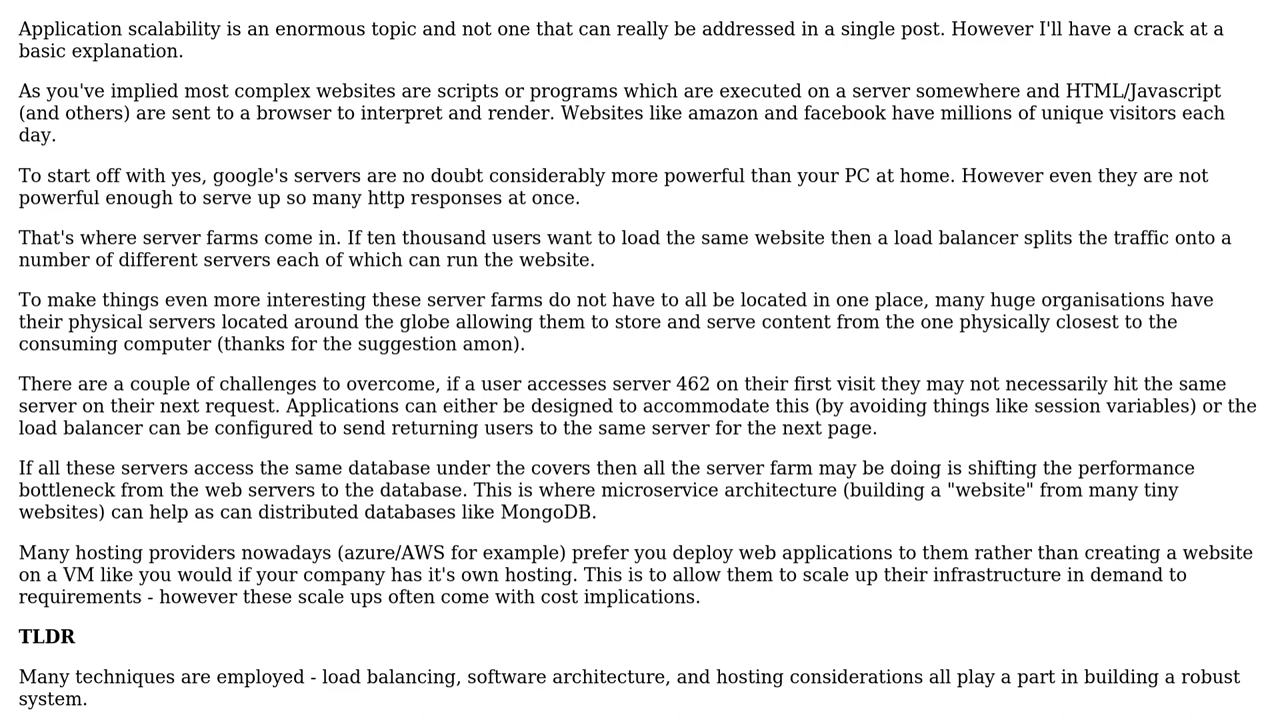 Application scalability is an enormous topic and not one that can really be addressed in a single post. However I'll have a crack at a
basic explanation.
As you've implied most complex websites are scripts or programs which are executed on a server somewhere and HTML/Javascript
(and others) are sent to a browser to interpret and render. Websites like amazon and facebook have millions of unique visitors each
day.
To start off with yes, google's servers are no doubt considerably more powerful than your PC at home. However even they are not
powerful enough to serve up so many http responses at once.
That's where server farms come in. If ten thousand users want to load the same website then a load balancer splits the traffic onto a
number of different servers each of which can run the website.
To make things even more interesting these server farms do not have to all be located in one place, many huge organisations have
their physical servers located around the globe allowing them to store and serve content from the one physically closest to the
consuming computer (thanks for the suggestion amon).
There are a couple of challenges to overcome, if a user accesses server 462 on their first visit they may not necessarily hit the same
server on their next request. Applications can either be designed to accommodate this (by avoiding things like session variables) or the
load balancer can be configured to send returning users to the same server for the next page.
If all these servers access the same database under the covers then all the server farm may be doing is shifting the performance
bottleneck from the web servers to the database. This is where microservice architecture (building a "website" from many tiny
websites) can help as can distributed databases like MongoDB.
Many hosting providers nowadays (azure/AWS for example) prefer you deploy web applications to them rather than creating a website
on a VM like you would if your company has it's own hosting. This is to allow them to scale up their infrastructure in demand to
requirements - however these scale ups often come with cost implications.
TLDR
Many techniques are employed - load balancing, software architecture, and hosting considerations all play a part in building a robust
system.